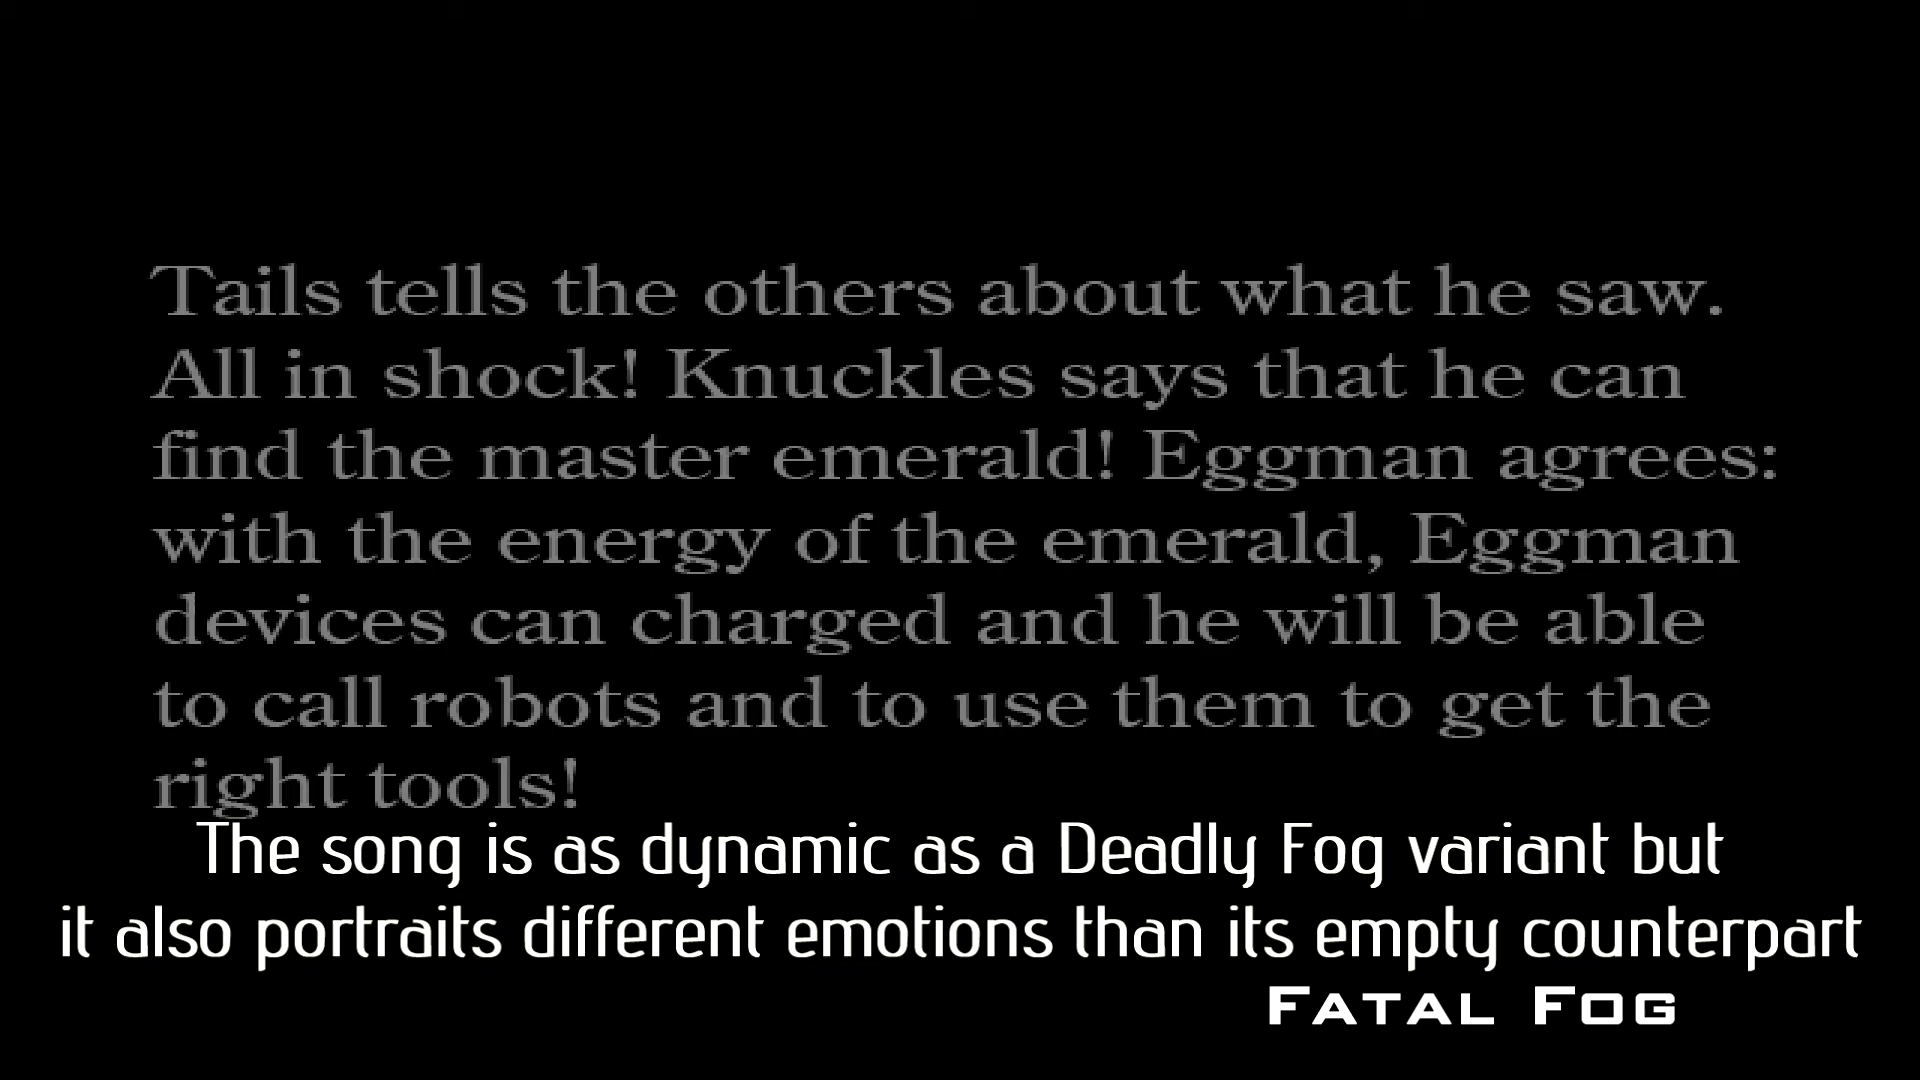 Tails tells the others about what he saw.
All in shock! Knuckles says that he can
find the master emerald! Eggman agrees:
with the energy of the emerald, Eggman
devices can charged and he will be able
to call robots and to use them to get the
right tools!
The song is as dynamic as a Deadly Fog variant but
it also portraits different emotions than its empty counterpart
Fatal Fog